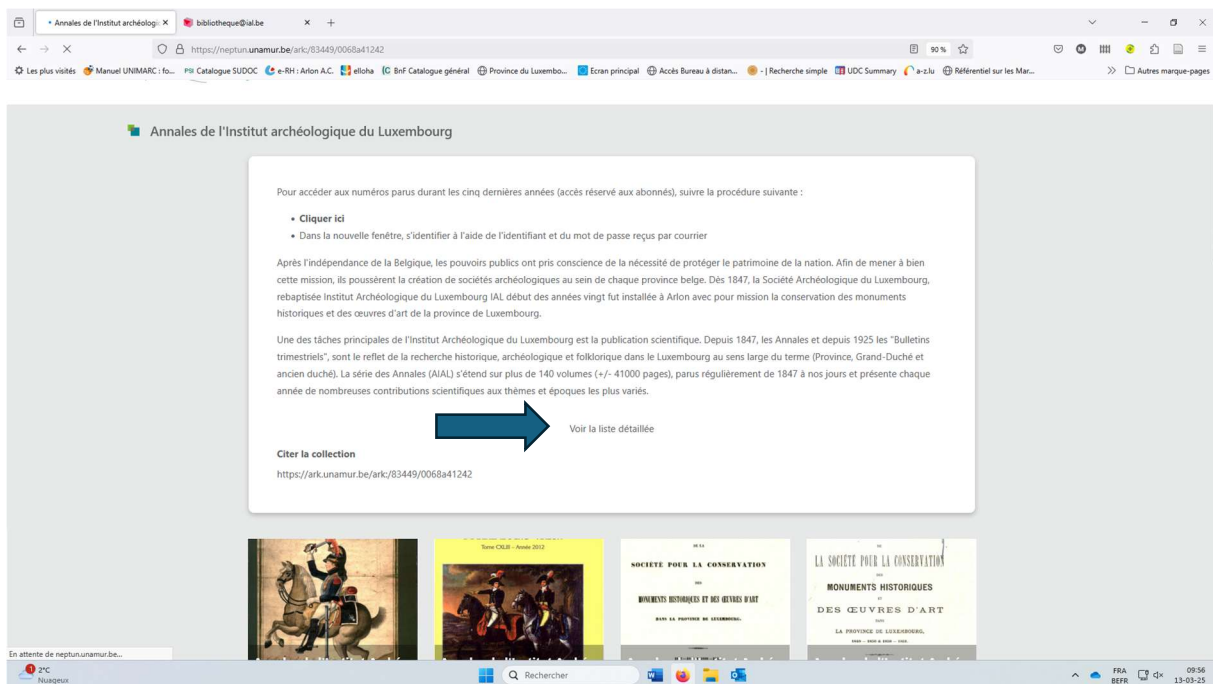 Annales de l'Institut archéologi
bibliotheque@ial.be
https://neptun.unamur.be/ark:/83449/0068a41242
90 %
Les plus visités
Manuel UNIMARC : fo...
PSI Catalogue SUDOC
e-RH : Arlon A.C.
elloha
BnF Catalogue général
Province du Luxembo...
Ecran principal
Accès Bureau à distan...
- | Recherche simple
UDC Summary
a-z.lu
Référentiel sur les Mar...
Autres marque-pages
Annales de l'Institut archéologique du Luxembourg
Pour accéder aux numéros parus durant les cinq dernières années (accès réservé aux abonnés), suivre la procédure suivante :
• Cliquer ici
• Dans la nouvelle fenêtre, s'identifier à l'aide de l'identifiant et du mot de passe reçus par courrier
Après l'indépendance de la Belgique, les pouvoirs publics ont pris conscience de la nécessité de protéger le patrimoine de la nation. Afin de mener à bien
cette mission, ils poussèrent la création de sociétés archéologiques au sein de chaque province belge. Dès 1847, la Société Archéologique du Luxembourg,
rebaptisée Institut Archéologique du Luxembourg IAL début des années vingt fut installée à Arlon avec pour mission la conservation des monuments
historiques et des œuvres d'art de la province de Luxembourg.
Une des tâches principales de l'Institut Archéologique du Luxembourg est la publication scientifique. Depuis 1847, les Annales et depuis 1925 les "Bulletins
trimestriels", sont le reflet de la recherche historique, archéologique et folklorique dans le Luxembourg au sens large du terme (Province, Grand-Duché et
ancien duché). La série des Annales (AIAL) s'étend sur plus de 140 volumes (+/- 41000 pages), parus régulièrement de 1847 à nos jours et présente chaque
année de nombreuses contributions scientifiques aux thèmes et époques les plus variés.
Voir la liste détaillée
Citer la collection
https://ark.unamur.be/ark:/83449/0068a41242
Tome CXLIII - Année 2012
DE LA
SOCIÉTÉ POUR LA CONSERVATION
DES
MONUMENTS HISTORIQUES ET DES ŒUVRES D'ART
DANS LA PROVINCE DE LUXEMBOURG.
LA SOCIÉTÉ POUR LA CONSERVATION
DES
MONUMENTS HISTORIQUES
ET
DES ŒUVRES D'ART
DANS
LA PROVINCE DE LUXEMBOURG.
En attente de neptun.unamur.be...
1
2°C
Nuageux
Rechercher
FRA
BEFR
09:56
13-03-25